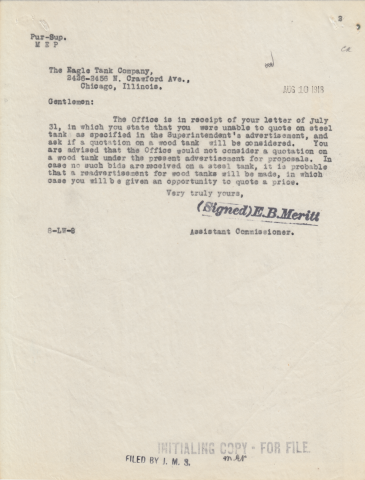 Pur-Sup.
M E P
The Eagle Tank Company,
2426-2456 N. Crawford Ave.,
Chicago, Illinois.
AUG 10 1918
Gentlemen:
The Office is in receipt of your letter of July
31, in which you state that you were unable to quote on steel
tank as specified in the Superintendent's advertisement, and
ask if a quotation on a wood tank will be considered. You
are advised that the Office could not consider a quotation on
a wood tank under the present advertisement for proposals. In
case no such bids are received on a steel tank, it is probable
that a readvertisement for wood tanks will be made, in which
case you will be given an opportunity to quote a price.
Very truly yours,
(Signed) E. B. Meritt
8-LW-8
Assistant Commissioner.
INITIALING COPY - FOR FILE.
FILED BY I. M. S.